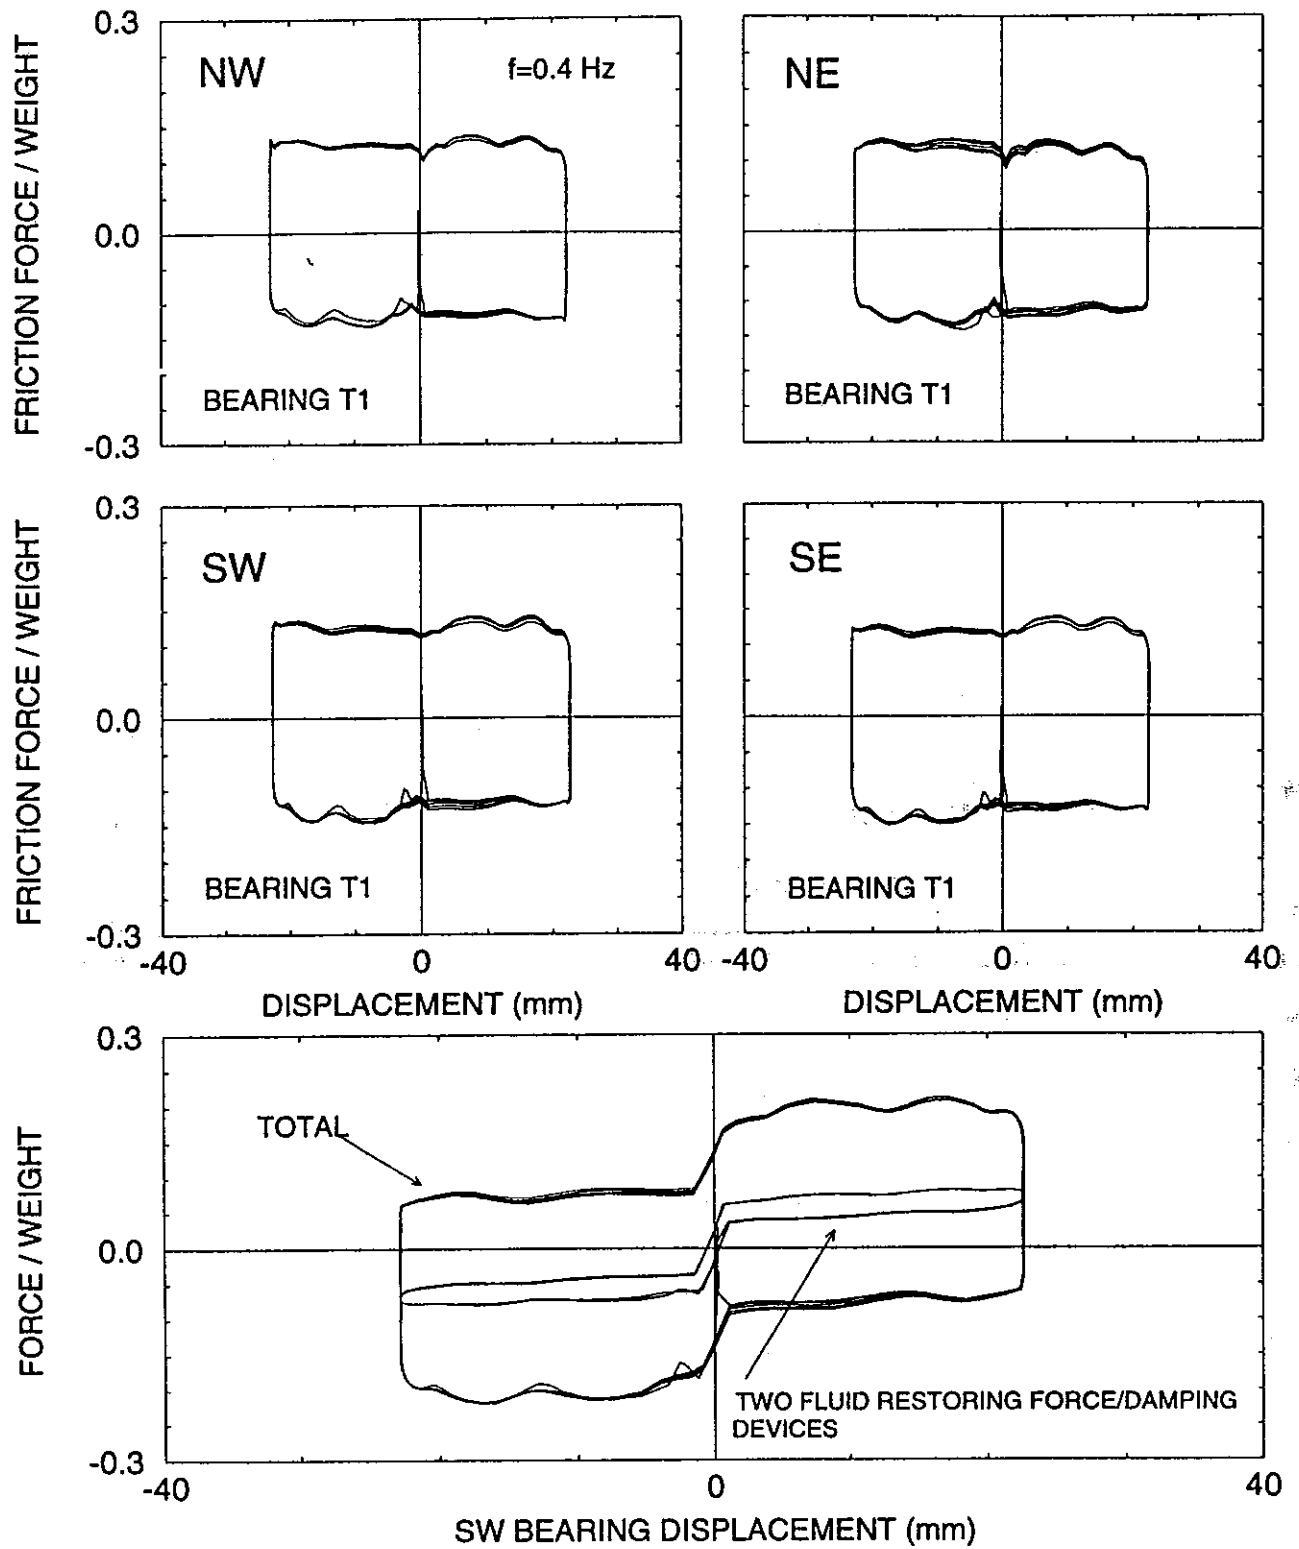 0.3
NW
f=0.4 Hz
NE
FRICTION FORCE / WEIGHT
0.0
BEARING T1
BEARING T1
-0.3
0.3
SW
SE
FRICTION FORCE / WEIGHT
0.0
BEARING T1
BEARING T1
-0.3
-40
0
40
-40
0
40
DISPLACEMENT (mm)
DISPLACEMENT (mm)
0.3
TOTAL
FORCE / WEIGHT
0.0
TWO FLUID RESTORING FORCE/DAMPING
DEVICES
-0.3
-40
0
40
SW BEARING DISPLACEMENT (mm)